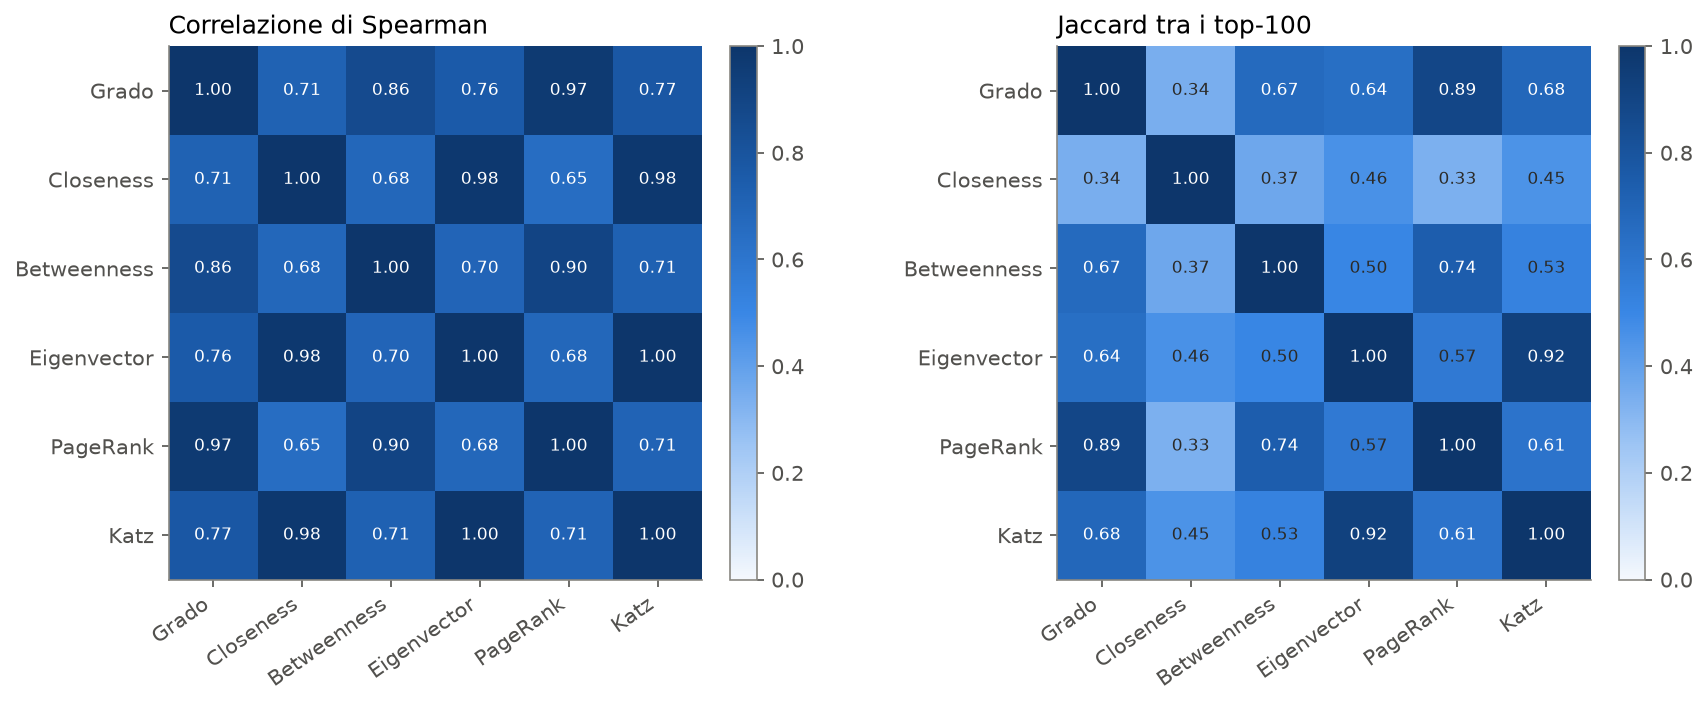 Correlazione di Spearman
Grado 1.00 0.71 0.86 0.76 0.97 0.77
Closeness 0.71 1.00 0.68 0.98 0.65 0.98
Betweenness 0.86 0.68 1.00 0.70 0.90 0.71
Eigenvector 0.76 0.98 0.70 1.00 0.68 1.00
PageRank 0.97 0.65 0.90 0.68 1.00 0.71
Katz 0.77 0.98 0.71 1.00 0.71 1.00
Grado Closeness Betweenness Eigenvector PageRank Katz
1.0
0.8
0.6
0.4
0.2
0.0
Jaccard tra i top-100
Grado 1.00 0.34 0.67 0.64 0.89 0.68
Closeness 0.34 1.00 0.37 0.46 0.33 0.45
Betweenness 0.67 0.37 1.00 0.50 0.74 0.53
Eigenvector 0.64 0.46 0.50 1.00 0.57 0.92
PageRank 0.89 0.33 0.74 0.57 1.00 0.61
Katz 0.68 0.45 0.53 0.92 0.61 1.00
Grado Closeness Betweenness Eigenvector PageRank Katz
1.0
0.8
0.6
0.4
0.2
0.0